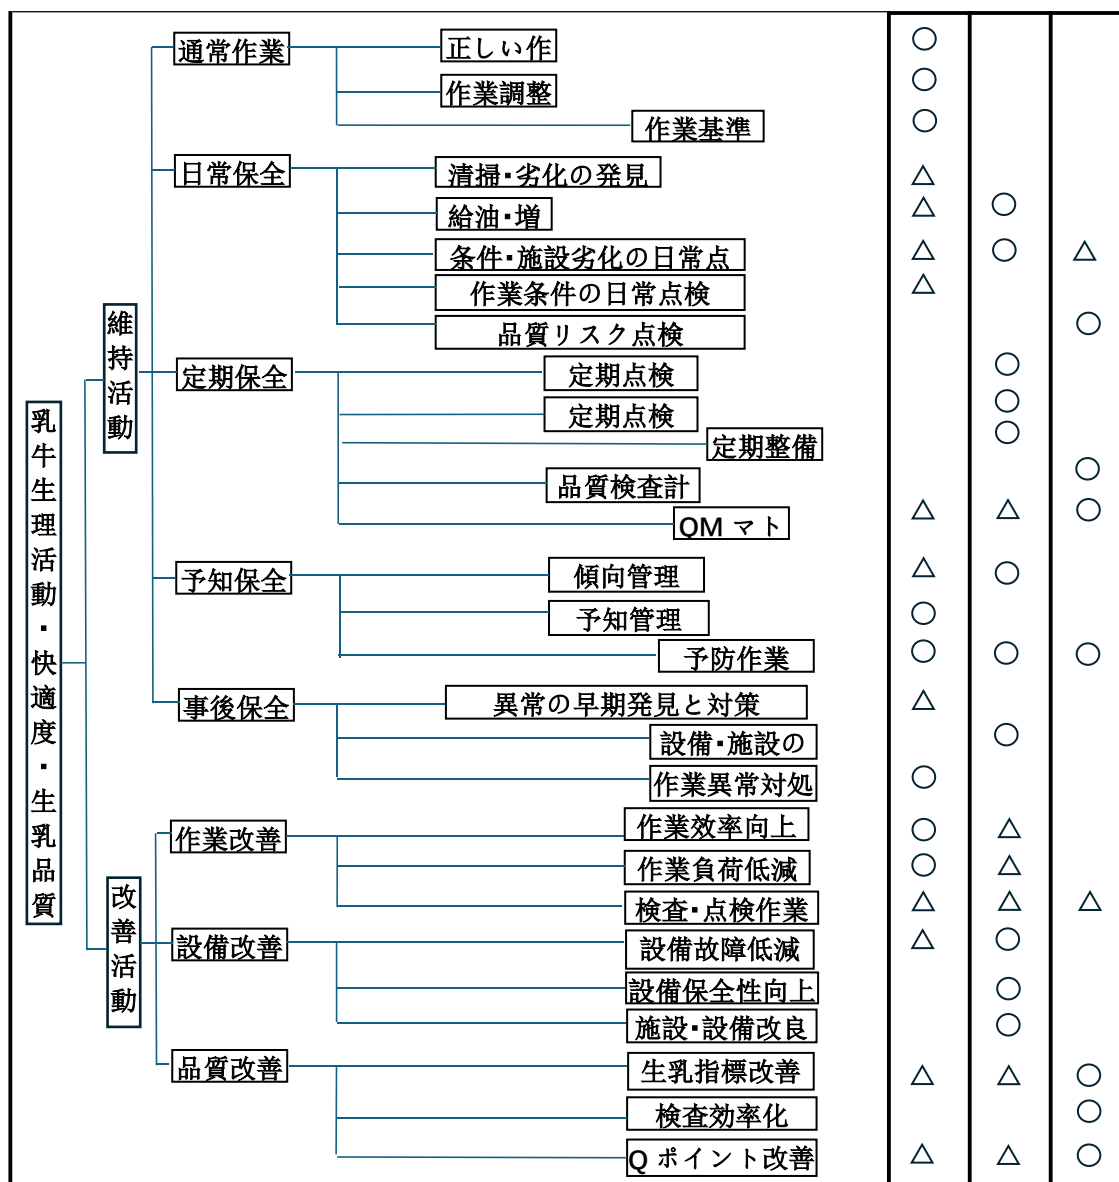 乳牛生理活動・快適度・生乳品質
維持活動
通常作業
正しい作 ○
作業調整 ○
作業基準 ○
日常保全
清掃・劣化の発見 △
給油・増 △ ○
条件・施設劣化の日常点 △ ○ △
作業条件の日常点検 △
品質リスク点検 ○
定期保全
定期点検 ○
定期点検 ○
定期整備 ○
品質検査計 ○
QM マト △ △ ○
予知保全
傾向管理 △ ○
予知管理 ○
予防作業 ○ ○ ○
事後保全
異常の早期発見と対策 △
設備・施設の ○
作業異常対処 ○
改善活動
作業改善
作業效率向上 ○ △
作業負荷低減 ○ △
検査・点検作業 △ △ △
設備改善
設備故障低減 △ ○
設備保全性向上 ○
施設・設備改良 ○
品質改善
生乳指標改善 △ △ ○
検査効率化 ○
Q ポイント改善 △ △ ○